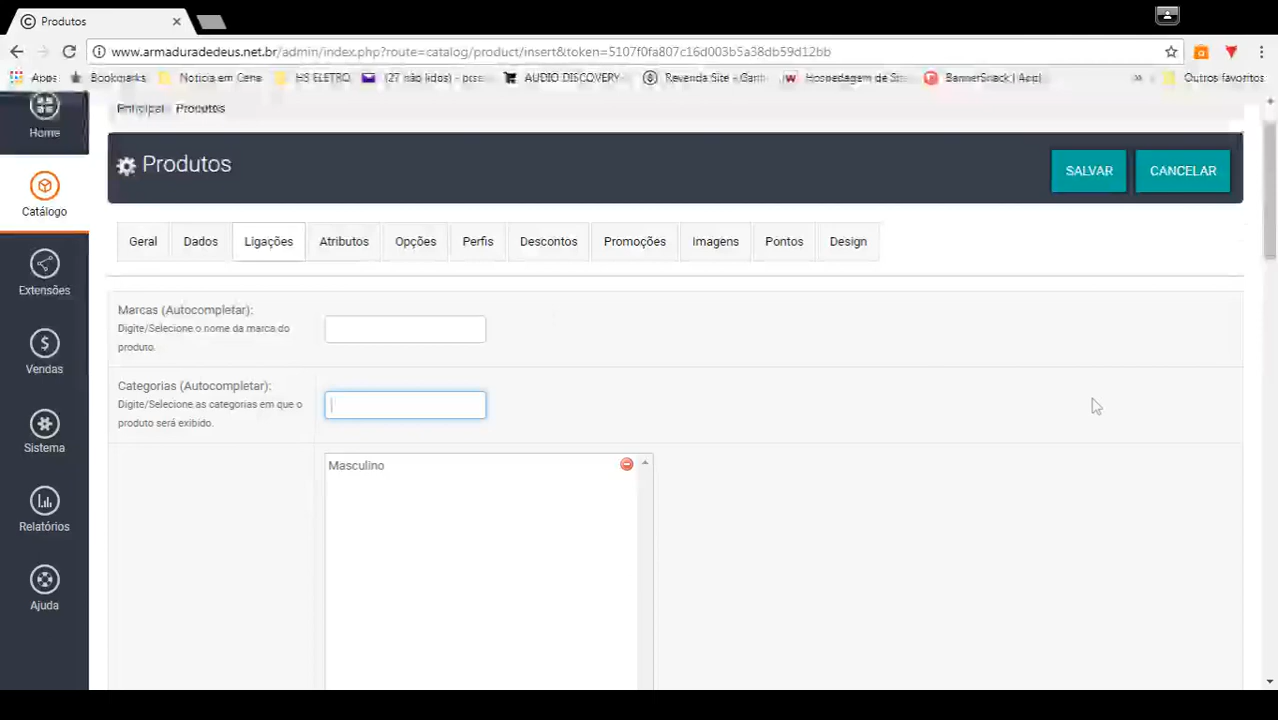 Produtos
www.armaduradedeus.net.br/admin/index.php?route=catalog/product/insert&token=5107f0fa807c16d003b5a38db59d12bb
Apps Bookmarks Noticia em Cena HS ELETRO (27 não lidos) - AUDIO DISCOVERY Revenda Site - Hospedagem de BannerSnack | App » Outros favoritos
Principal Produtos
Home
Produtos
SALVAR
CANCELAR
Catálogo
Geral Dados Ligações Atributos Opções Perfis Descontos Promoções Imagens Pontos Design
Extensões
Marcas (Autocompletar):
Digite/Selecione o nome da marca do
produto.
Vendas
Categorias (Autocompletar):
Digite/Selecione as categorias em que o
produto será exibido.
Sistema
Masculino
Relatórios
Ajuda